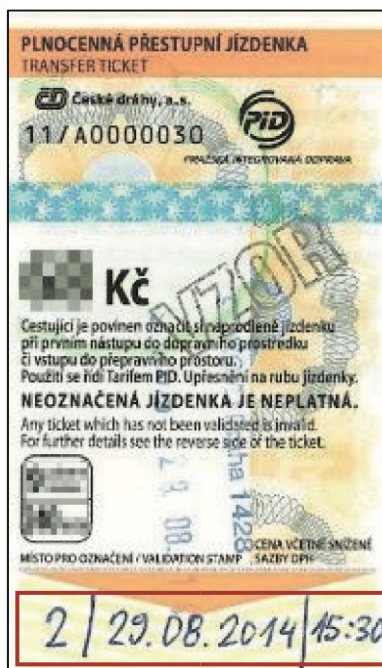 PLNOCENNÁ PŘESTUPNÍ JÍZDENKA
TRANSFER TICKET
ČD České dráhy, a.s.
11/A0000030
PID
PRAŽSKÁ INTEGROVANÁ DOPRAVA
VZOR
Kč
Cestující je povinen označit si neprodleně jízdenku
při prvním nástupu do dopravního prostředku
či vstupu do přepravního prostoru.
Použití se řídí Tarifem PID. Upřesnění na rubu jízdenky.
NEOZNAČENÁ JÍZDENKA JE NEPLATNÁ.
Any ticket which has not been validated is invalid.
For further details see the reverse side of the ticket.
MÍSTO PRO OZNAČENÍ / VALIDATION STAMP
CENA VČETNĚ SNÍŽENÉ
SAZBY DPH
2 | 29.08.2014 | 15:30